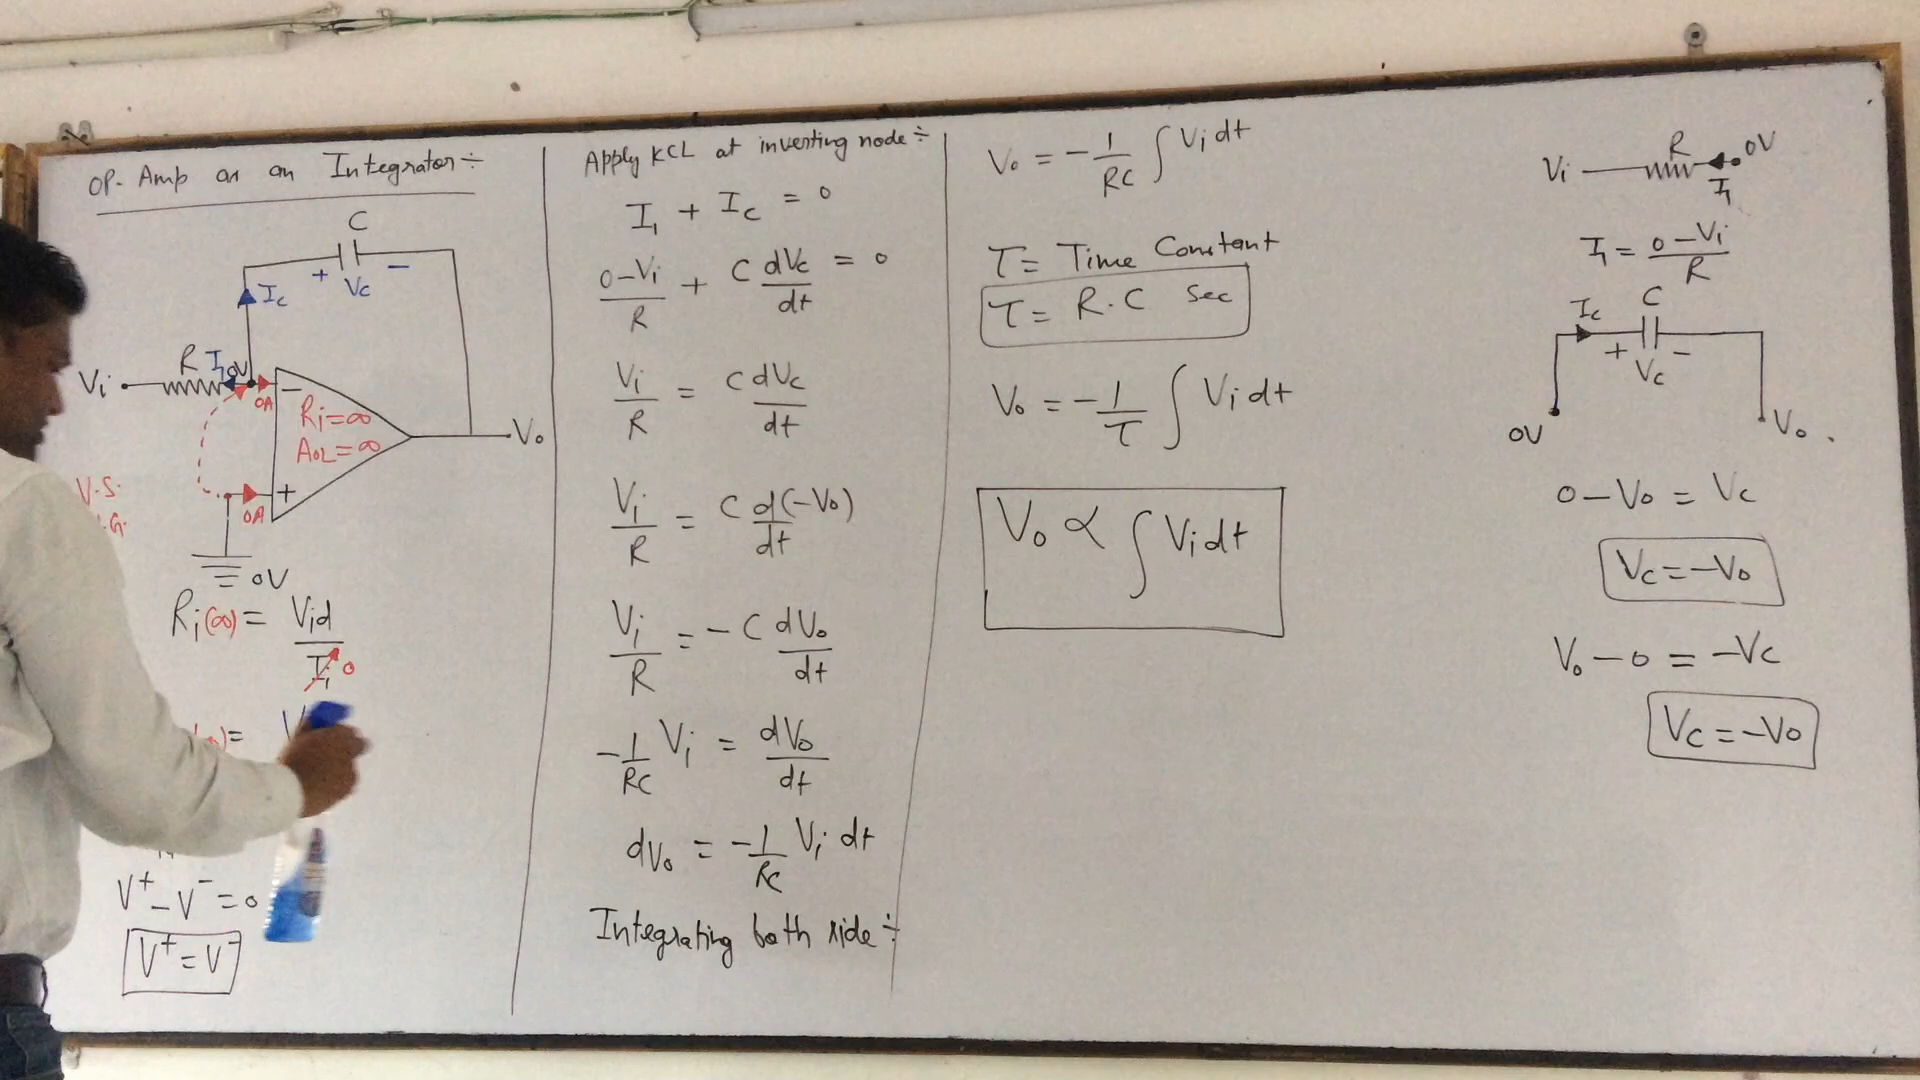 OP-Amp as an Integrator÷
C
+ Vc −
Ic
R I1 0V
Vi
0A
−
Ri=∞
AOL=∞
Vo
V.S.
.G.
+
0A
0V
Ri(∞) = Vid / Ii 0
V
V+ − V- = 0
V+ = V-
Apply KCL at inverting node÷
I1 + Ic = 0
0−Vi / R + C dVc / dt = 0
Vi / R = C dVc / dt
Vi / R = C d(−Vo) / dt
Vi / R = − C dVo / dt
−1/RC Vi = dVo / dt
dVo = −1/RC Vi dt
Integrating both side÷
Vo = −1/RC ∫ Vi dt
τ = Time Constant
τ = R.C Sec
Vo = −1/τ ∫ Vi dt
Vo ∝ ∫ Vi dt
R
Vi 0V
I1
I1 = 0−Vi / R
Ic C
+ Vc −
0V Vo.
0 − Vo = Vc
Vc = −Vo
Vo − 0 = −Vc
Vc = −Vo